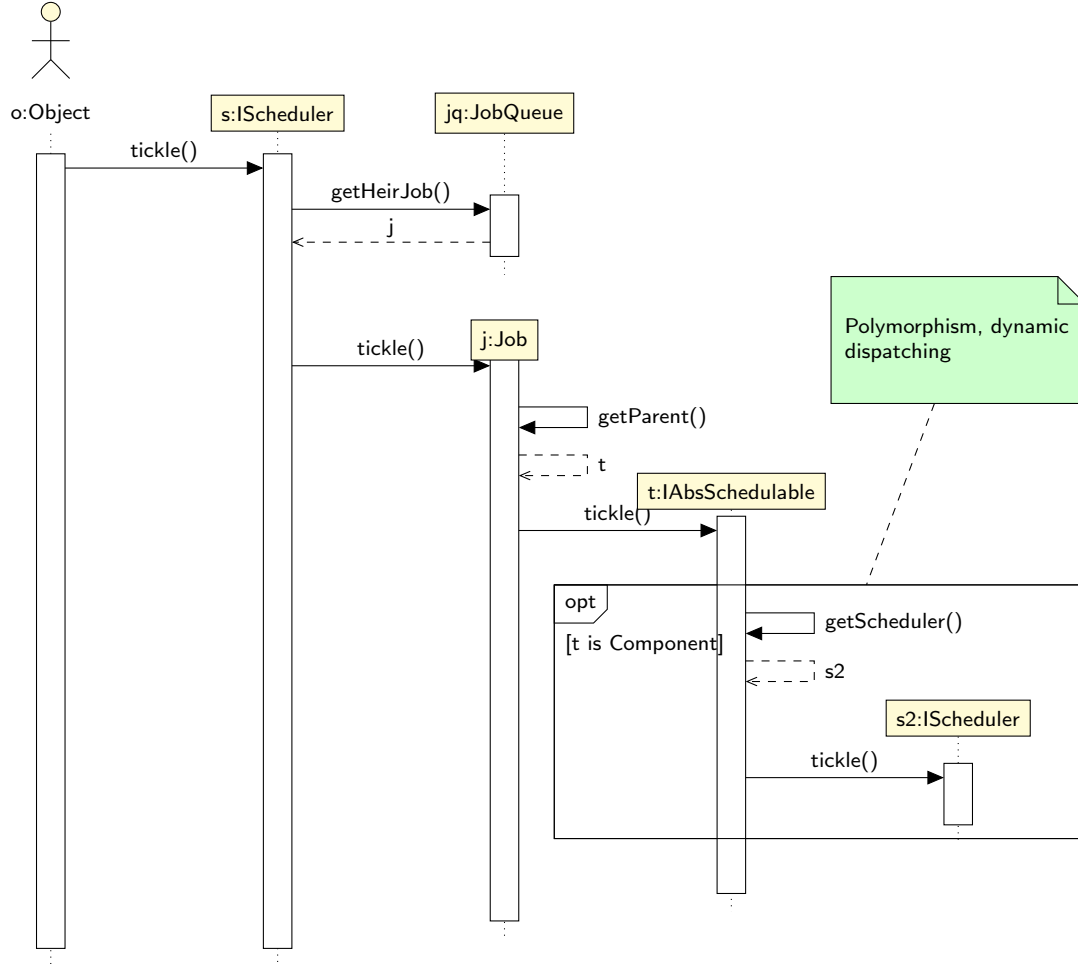 o:Object
s:IScheduler
jq:JobQueue
tickle()
getHeirJob()
j
Polymorphism, dynamic
dispatching
j:Job
tickle()
getParent()
t
t:IAbsSchedulable
tickle()
opt
getScheduler()
[t is Component]
s2
s2:IScheduler
tickle()